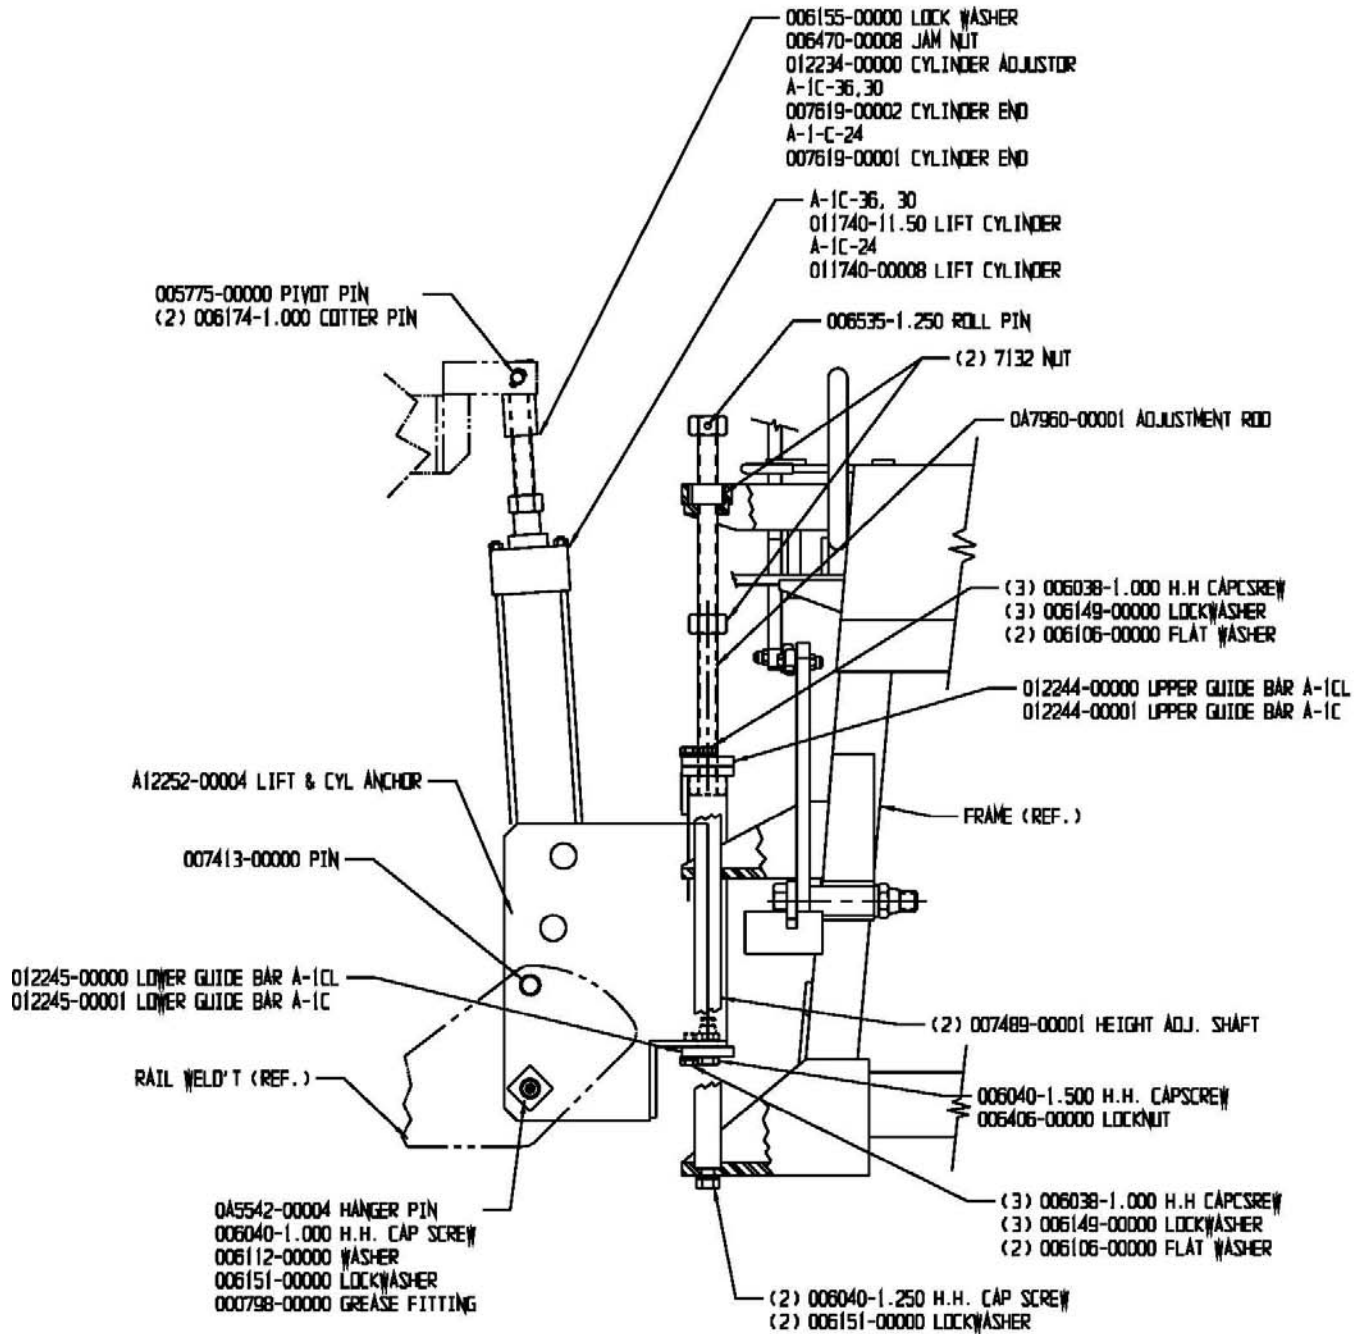 006155-00000 LOCK WASHER
006470-00008 JAM NUT
012234-00000 CYLINDER ADJUSTOR
A-1C-36,30
007619-00002 CYLINDER END
A-1-C-24
007619-00001 CYLINDER END
A-1C-36, 30
011740-11.50 LIFT CYLINDER
A-1C-24
011740-00008 LIFT CYLINDER
005775-00000 PIVOT PIN
(2) 006174-1.000 COTTER PIN
006535-1.250 ROLL PIN
(2) 7132 NUT
0A7960-00001 ADJUSTMENT ROD
(3) 006038-1.000 H.H CAPCSREW
(3) 006149-00000 LOCKWASHER
(2) 006106-00000 FLAT WASHER
012244-00000 UPPER GUIDE BAR A-1CL
012244-00001 UPPER GUIDE BAR A-1C
A12252-00004 LIFT & CYL ANCHOR
FRAME (REF.)
007413-00000 PIN
012245-00000 LOWER GUIDE BAR A-1CL
012245-00001 LOWER GUIDE BAR A-1C
(2) 007489-00001 HEIGHT ADJ. SHAFT
RAIL WELD'T (REF.)
006040-1.500 H.H. CAPSCREW
006406-00000 LOCKNUT
0A5542-00004 HANGER PIN
006040-1.000 H.H. CAP SCREW
006112-00000 WASHER
006151-00000 LOCKWASHER
000798-00000 GREASE FITTING
(3) 006038-1.000 H.H CAPCSREW
(3) 006149-00000 LOCKWASHER
(2) 006106-00000 FLAT WASHER
(2) 006040-1.250 H.H. CAP SCREW
(2) 006151-00000 LOCKWASHER